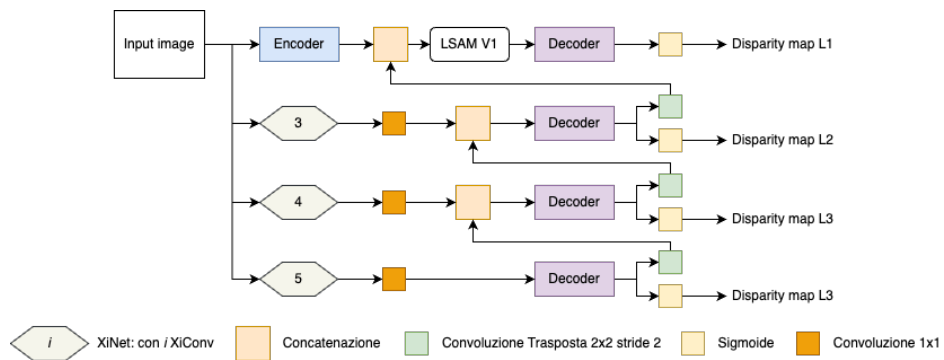 Input image
Encoder
LSAM V1
Decoder
Disparity map L1
3
Decoder
Disparity map L2
4
Decoder
Disparity map L3
5
Decoder
Disparity map L3
i
XiNet: con i XiConv
Concatenazione
Convoluzione Trasposta 2x2 stride 2
Sigmoide
Convoluzione 1x1